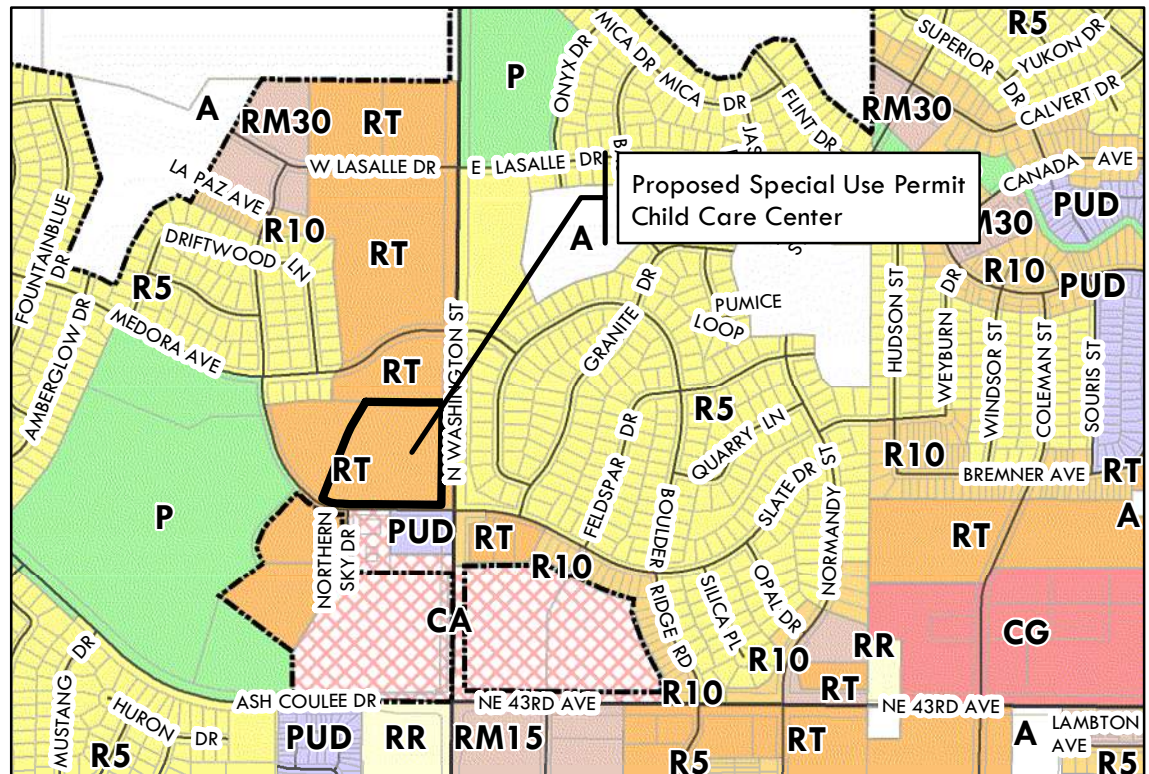 R5
SUPERIOR DR
YUKON DR
CALVERT DR
MICA DR
MICA DR
ONYX DR
FLINT DR
P
A
RM30
RT
RM30
W LASALLE DR
E LASALLE DR
CANADA AVE
PUD
LA PAZ AVE
Proposed Special Use Permit
Child Care Center
A
R10
DRIFTWOOD LN
RT
FOUNTAINBLUE DR
R5
R10
PUD
MEDORA AVE
AMBERGLOW DR
GRANITE DR
PUMICE LOOP
HUDSON ST
WEYBURN DR
WINDSOR ST
COLEMAN ST
SOURIS ST
N WASHINGTON ST
RT
R5
FELDSPAR DR
QUARRY LN
R10
BREMNER AVE
RT
RT
P
BOULDER RIDGE RD
SLATE DR
NORMANDY ST
A
NORTHERN SKY DR
PUD
RT
R10
RT
SILICA PL
OPAL DR
CA
CG
RR
R10
RT
R10
MUSTANG DR
ASH COULEE DR
NE 43RD AVE
NE 43RD AVE
HURON DR
R5
PUD
RR
RM15
R5
RT
A
LAMBTON AVE
R5